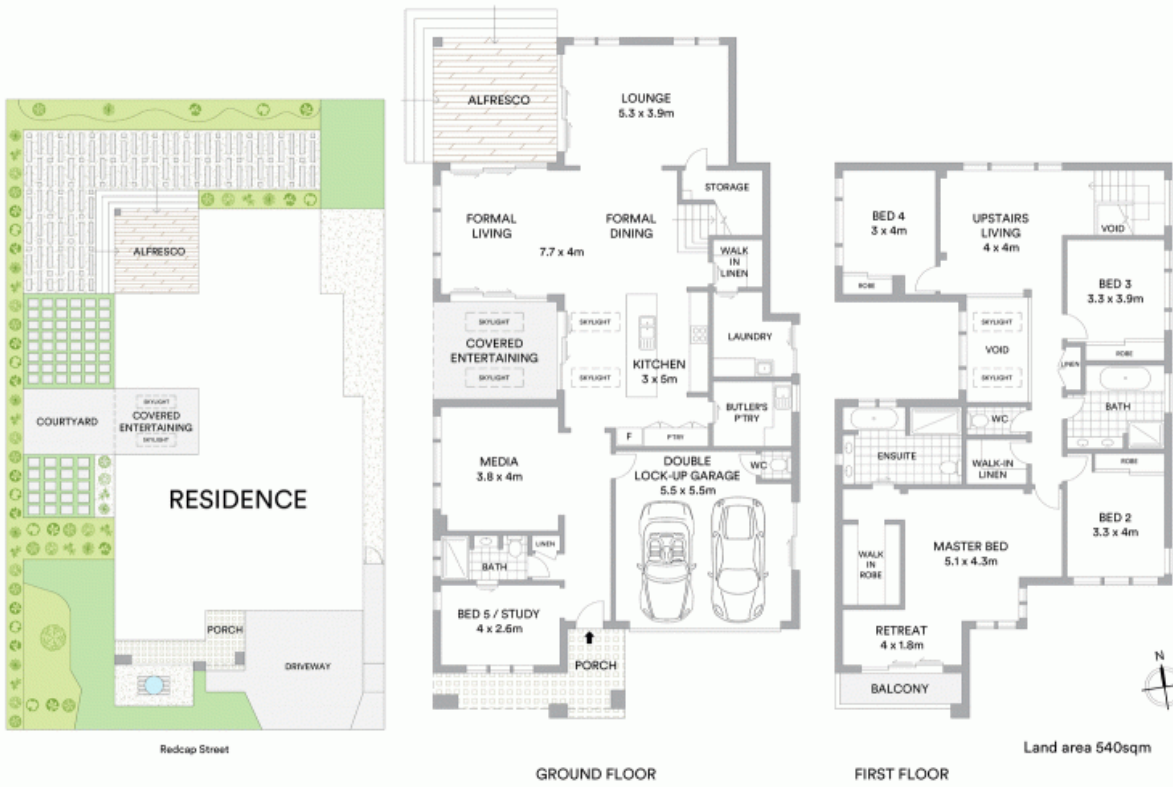 ALFRESCO
COURTYARD
SKYLIGHT
COVERED
ENTERTAINING
SKYLIGHT
RESIDENCE
PORCH
DRIVEWAY
Redcap Street
ALFRESCO
LOUNGE
5.3 x 3.9m
STORAGE
FORMAL
LIVING
FORMAL
DINING
7.7 x 4m
WALK
IN
LINEN
SKYLIGHT
SKYLIGHT
COVERED
ENTERTAINING
SKYLIGHT
SKYLIGHT
LAUNDRY
KITCHEN
3 x 5m
BUTLER'S
P'TRY
F
P'TRY
MEDIA
3.8 x 4m
DOUBLE
LOCK-UP GARAGE
5.5 x 5.5m
WC
LINEN
BATH
BED 5 / STUDY
4 x 2.6m
PORCH
GROUND FLOOR
BED 4
3 x 4m
ROBE
UPSTAIRS
LIVING
4 x 4m
VOID
BED 3
3.3 x 3.9m
ROBE
SKYLIGHT
VOID
SKYLIGHT
LINEN
BATH
WC
ENSUITE
WALK-IN
LINEN
ROBE
BED 2
3.3 x 4m
MASTER BED
5.1 x 4.3m
WALK
IN
ROBE
RETREAT
4 x 1.8m
BALCONY
N
Land area 540sqm
FIRST FLOOR